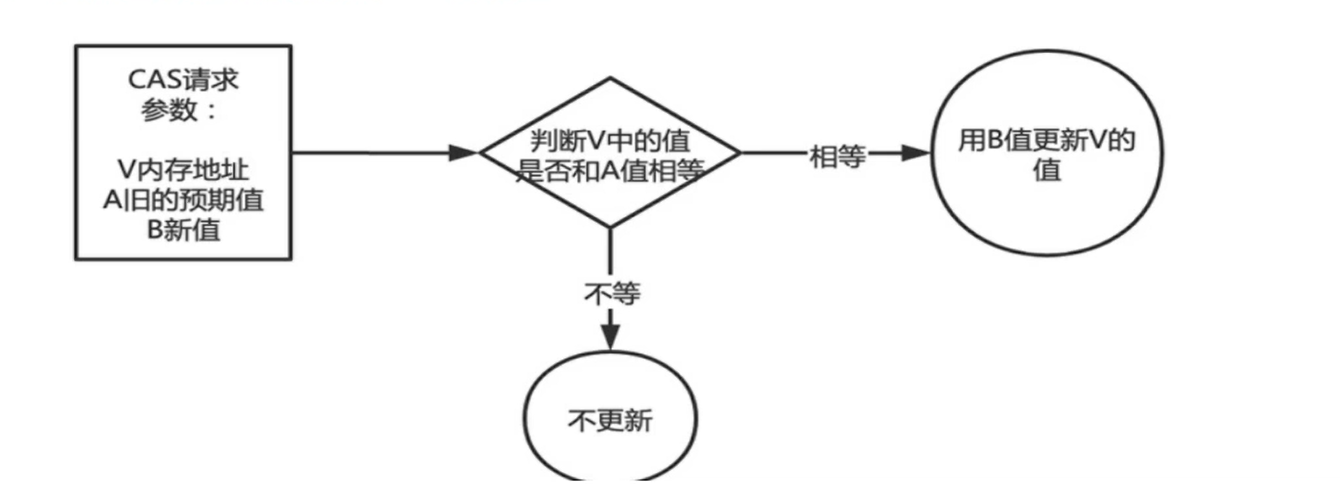 CAS请求
参数：
V内存地址
A旧的预期值
B新值
判断V中的值
是否和A值相等
相等
用B值更新V的
值
不等
不更新